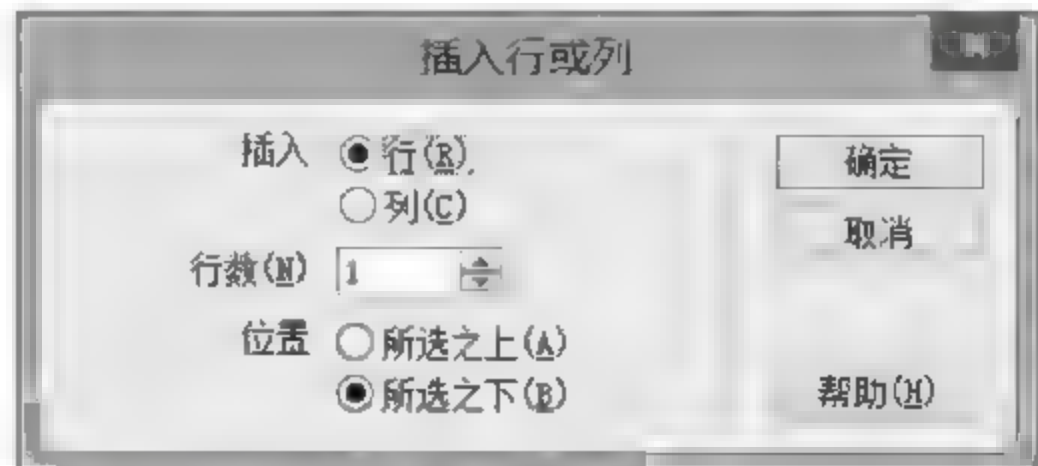 插入行或列
插入 行(R) 确定
列(C)
取消
行数(N) 1
位置 所选之上(A)
所选之下(B) 帮助(H)